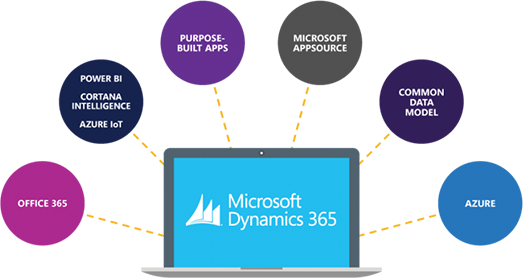 PURPOSE-
BUILT APPS
MICROSOFT
APPSOURCE
POWER BI
CORTANA
INTELLIGENCE
AZURE IoT
COMMON
DATA
MODEL
OFFICE 365
Microsoft
Dynamics 365
AZURE